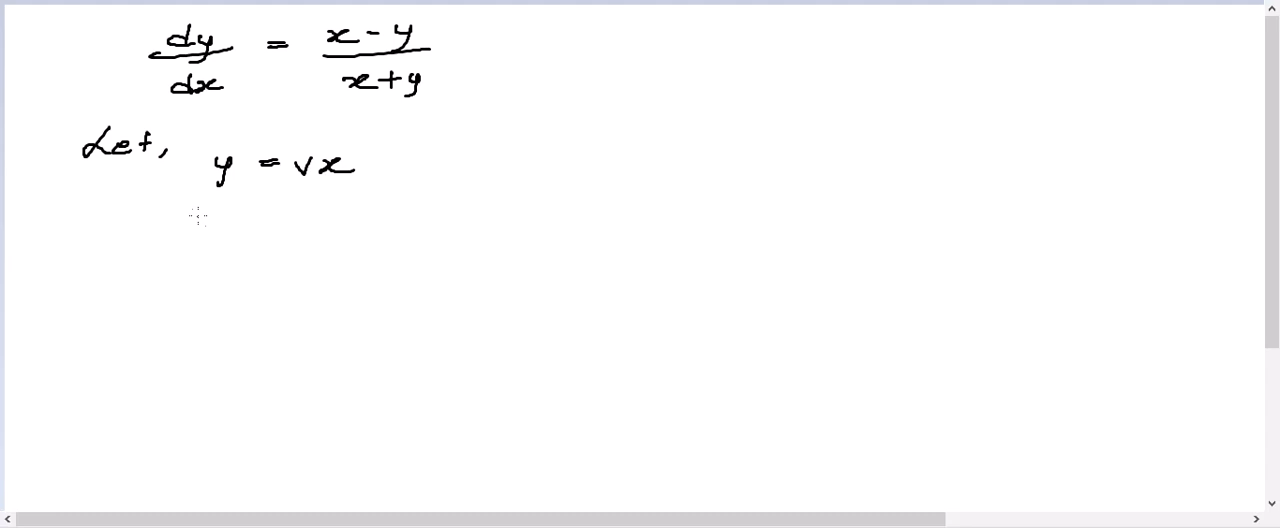 dy/dx = x-y/x+y
Let, y = vx